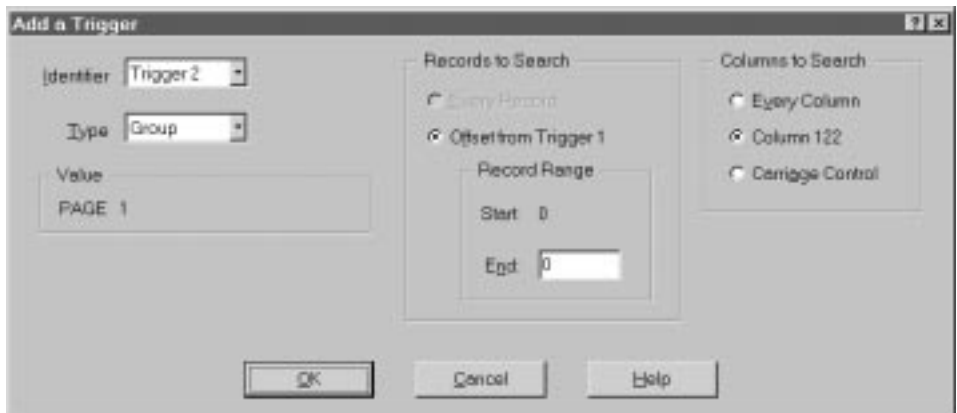 Add a Trigger
Identifier Trigger 2
Type Group
Value
PAGE 1
Records to Search
Every Record
Offset from Trigger 1
Record Range
Start 0
End 0
Columns to Search
Every Column
Column 122
Carriage Control
OK Cancel Help